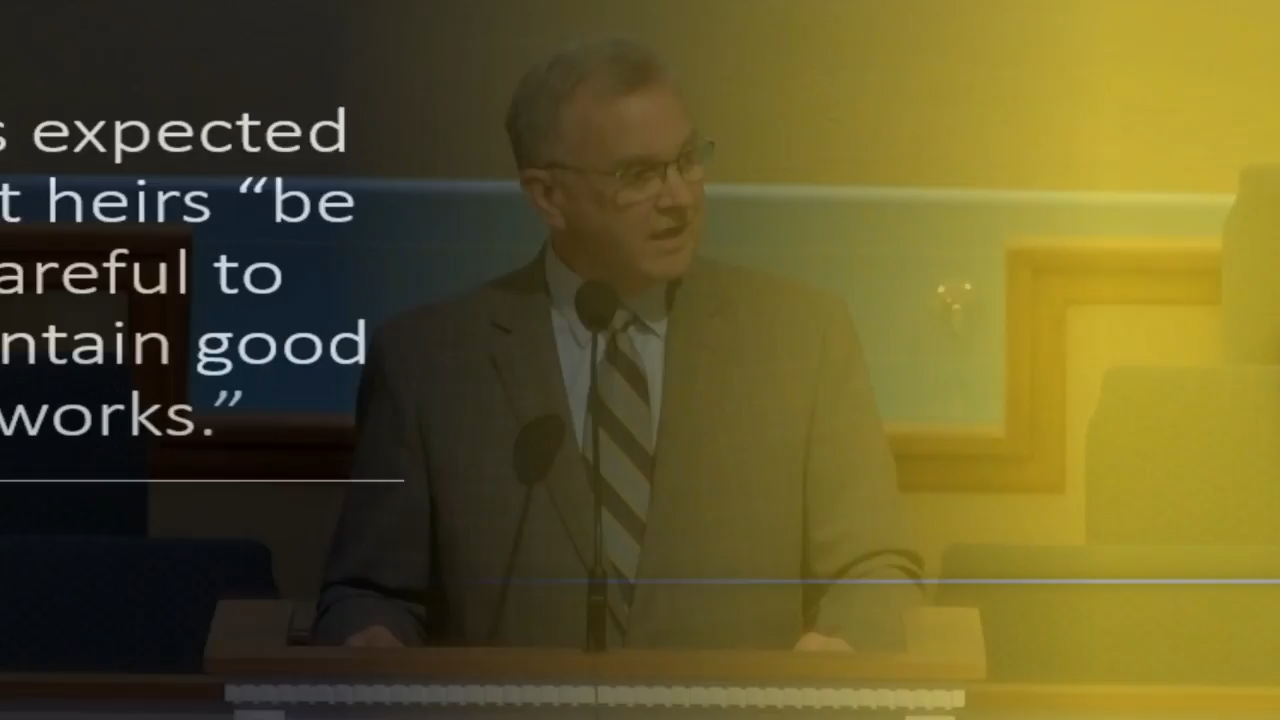 s expected
t heirs “be
areful to
ntain good
works.”